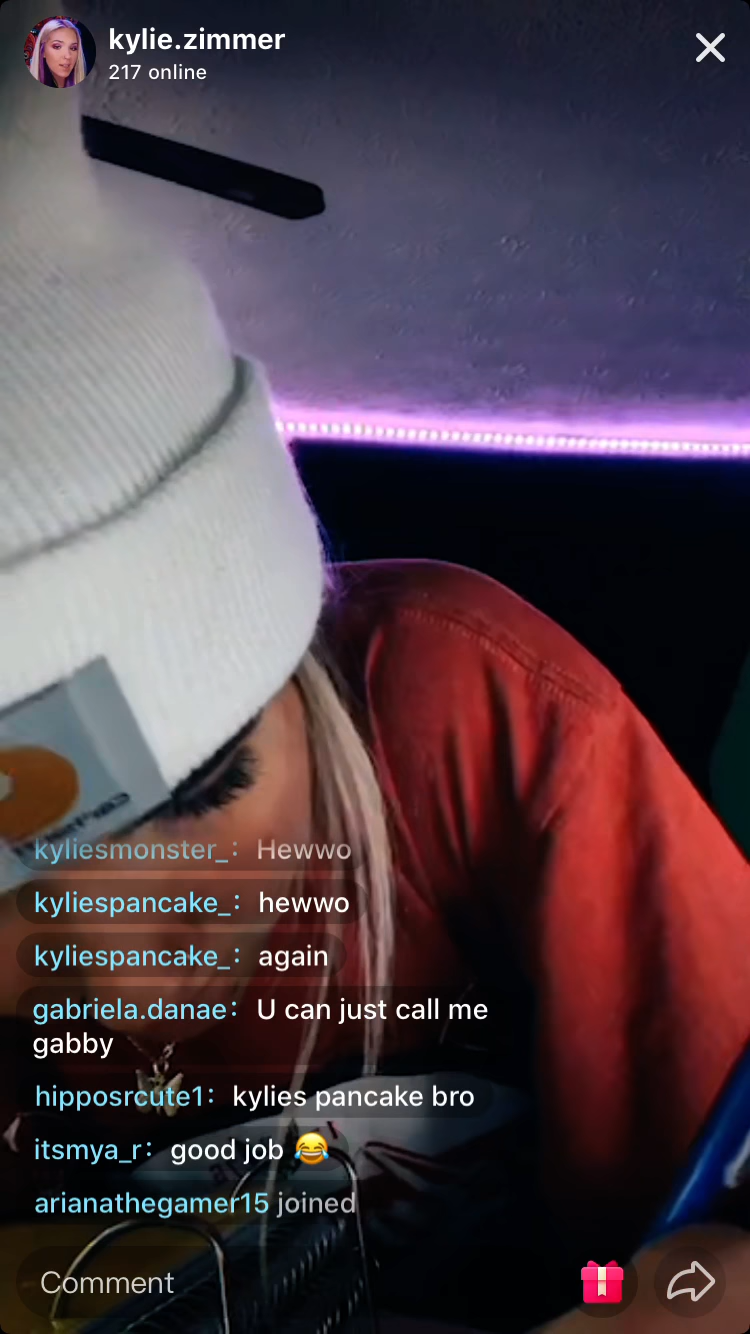 kylie.zimmer
217 online
kyliesmonster_: Hewwo
kyliespancake_: hewwo
kyliespancake_: again
gabriela.danae: U can just call me
gabby
hipposrcute1: kylies pancake bro
itsmya_r: good job 😂
arianathegamer15 joined
Comment